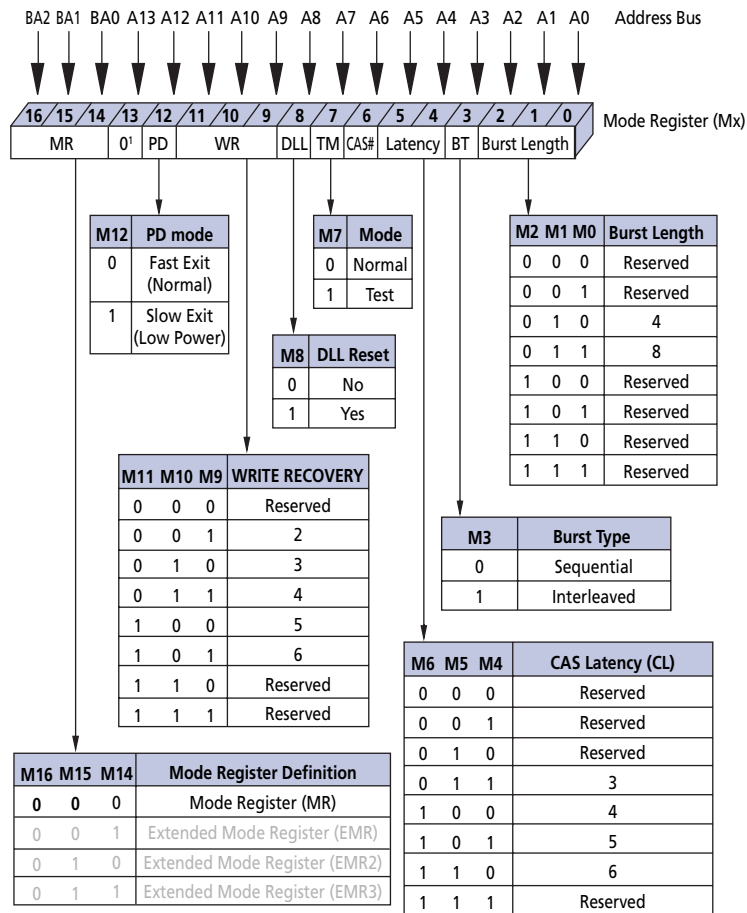 BA2 BA1 BA0 A13 A12 A11 A10 A9 A8 A7 A6 A5 A4 A3 A2 A1 A0 Address Bus
16 15 14 13 12 11 10 9 8 7 6 5 4 3 2 1 0 Mode Register (Mx)
MR 0¹ PD WR DLL TM CAS# Latency BT Burst Length
M12 PD mode
0 Fast Exit
(Normal)
1 Slow Exit
(Low Power)
M7 Mode
0 Normal
1 Test
M2 M1 M0 Burst Length
0 0 0 Reserved
0 0 1 Reserved
0 1 0 4
0 1 1 8
1 0 0 Reserved
1 0 1 Reserved
1 1 0 Reserved
1 1 1 Reserved
M8 DLL Reset
0 No
1 Yes
M11 M10 M9 WRITE RECOVERY
0 0 0 Reserved
0 0 1 2
0 1 0 3
0 1 1 4
1 0 0 5
1 0 1 6
1 1 0 Reserved
1 1 1 Reserved
M3 Burst Type
0 Sequential
1 Interleaved
M6 M5 M4 CAS Latency (CL)
0 0 0 Reserved
0 0 1 Reserved
0 1 0 Reserved
0 1 1 3
1 0 0 4
1 0 1 5
1 1 0 6
1 1 1 Reserved
M16 M15 M14 Mode Register Definition
0 0 0 Mode Register (MR)
0 0 1 Extended Mode Register (EMR)
0 1 0 Extended Mode Register (EMR2)
0 1 1 Extended Mode Register (EMR3)